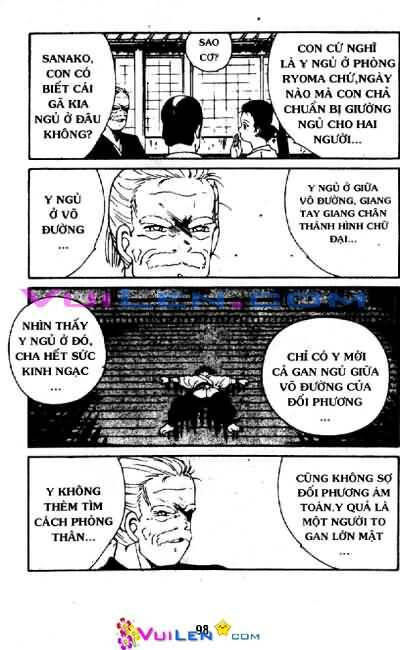 SANAKO,
CON CÓ
BIẾT CÁI
GÃ KIA
NGỦ Ở ĐÂU
KHÔNG?
SAO
CƠ?
CON CỨ NGHĨ
LÀ Y NGỦ Ở PHÒNG
RYOMA CHỨ,NGÀY
NÀO MÀ CON CHẢ
CHUẨN BỊ GIƯỜNG
NGỦ CHO HAI
NGƯỜI...
Y NGỦ
Ở VÕ
ĐƯỜNG
...
Y NGỦ Ở GIỮA
VÕ ĐƯỜNG, GIANG
TAY GIANG CHÂN
THÀNH HÌNH CHỮ
ĐẠI...
VUILEN.COM
NHÌN THẤY
Y NGỦ Ở ĐÓ,
CHA HẾT SỨC
KINH NGẠC
...
CHỈ CÓ Y MỚI
CẢ GAN NGỦ GIỮA
VÕ ĐƯỜNG CỦA
ĐỐI PHƯƠNG
...
Y KHÔNG
THÈM TÌM
CÁCH PHÒNG
THÂN...
CŨNG KHÔNG SỢ
ĐỐI PHƯƠNG ÁM
TOÁN.Y QUẢ LÀ
MỘT NGƯỜI TO
GAN LỚN MẬT
...
98
VUILEN.COM